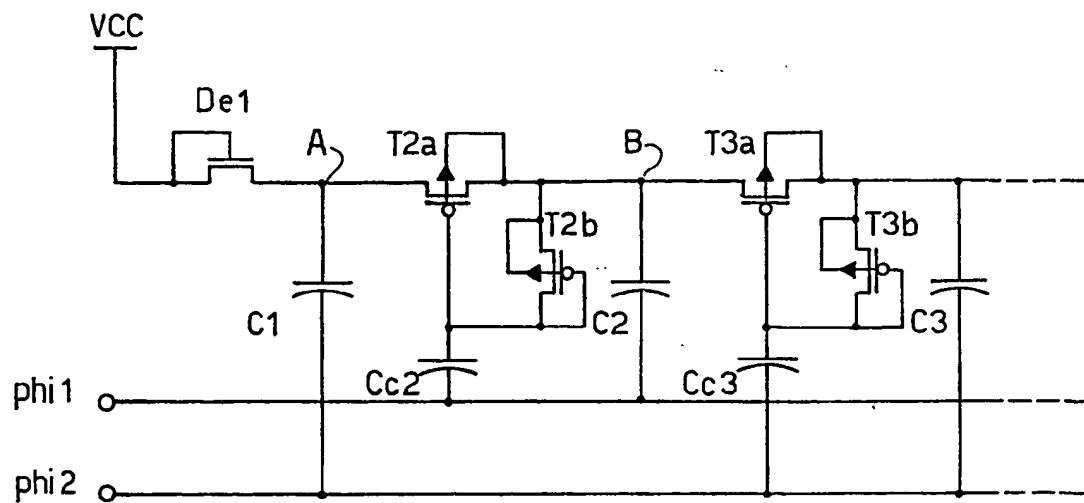 VCC
De1
A
T2a
B
T3a
T2b
T3b
C1
C2
C3
Cc2
Cc3
phi1
phi2